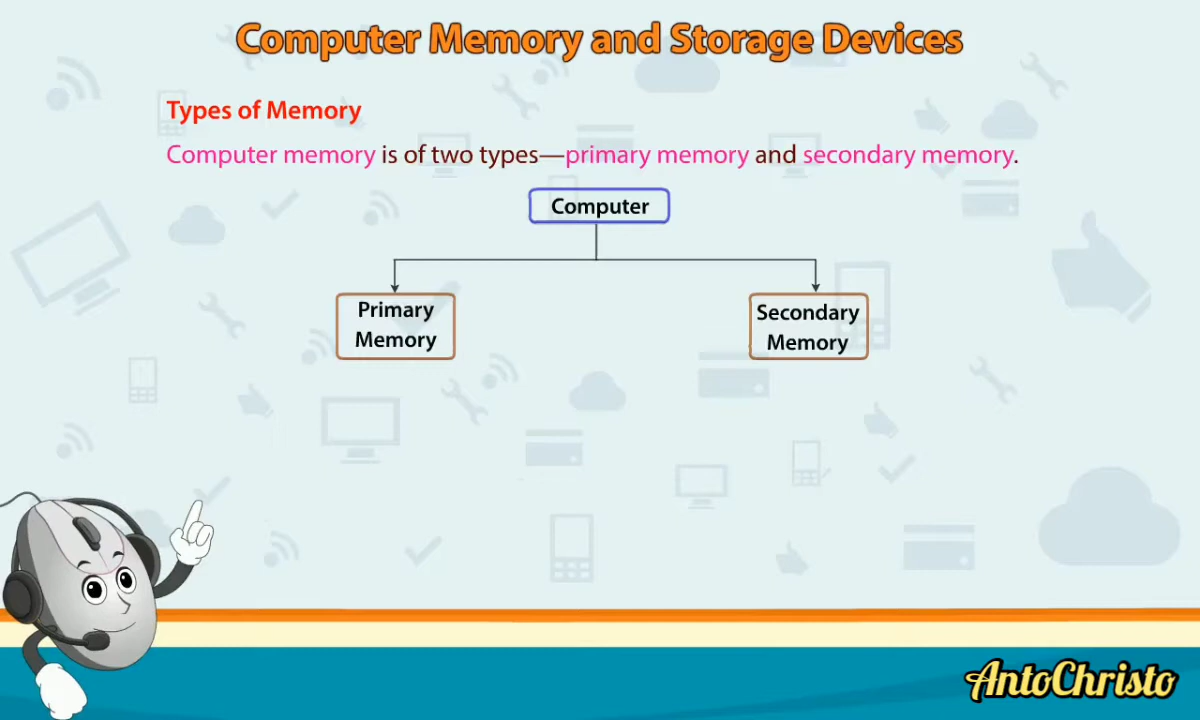 Computer Memory and Storage Devices
Types of Memory
Computer memory is of two types—primary memory and secondary memory.
Computer
Primary
Memory
Secondary
Memory
AntoChristo